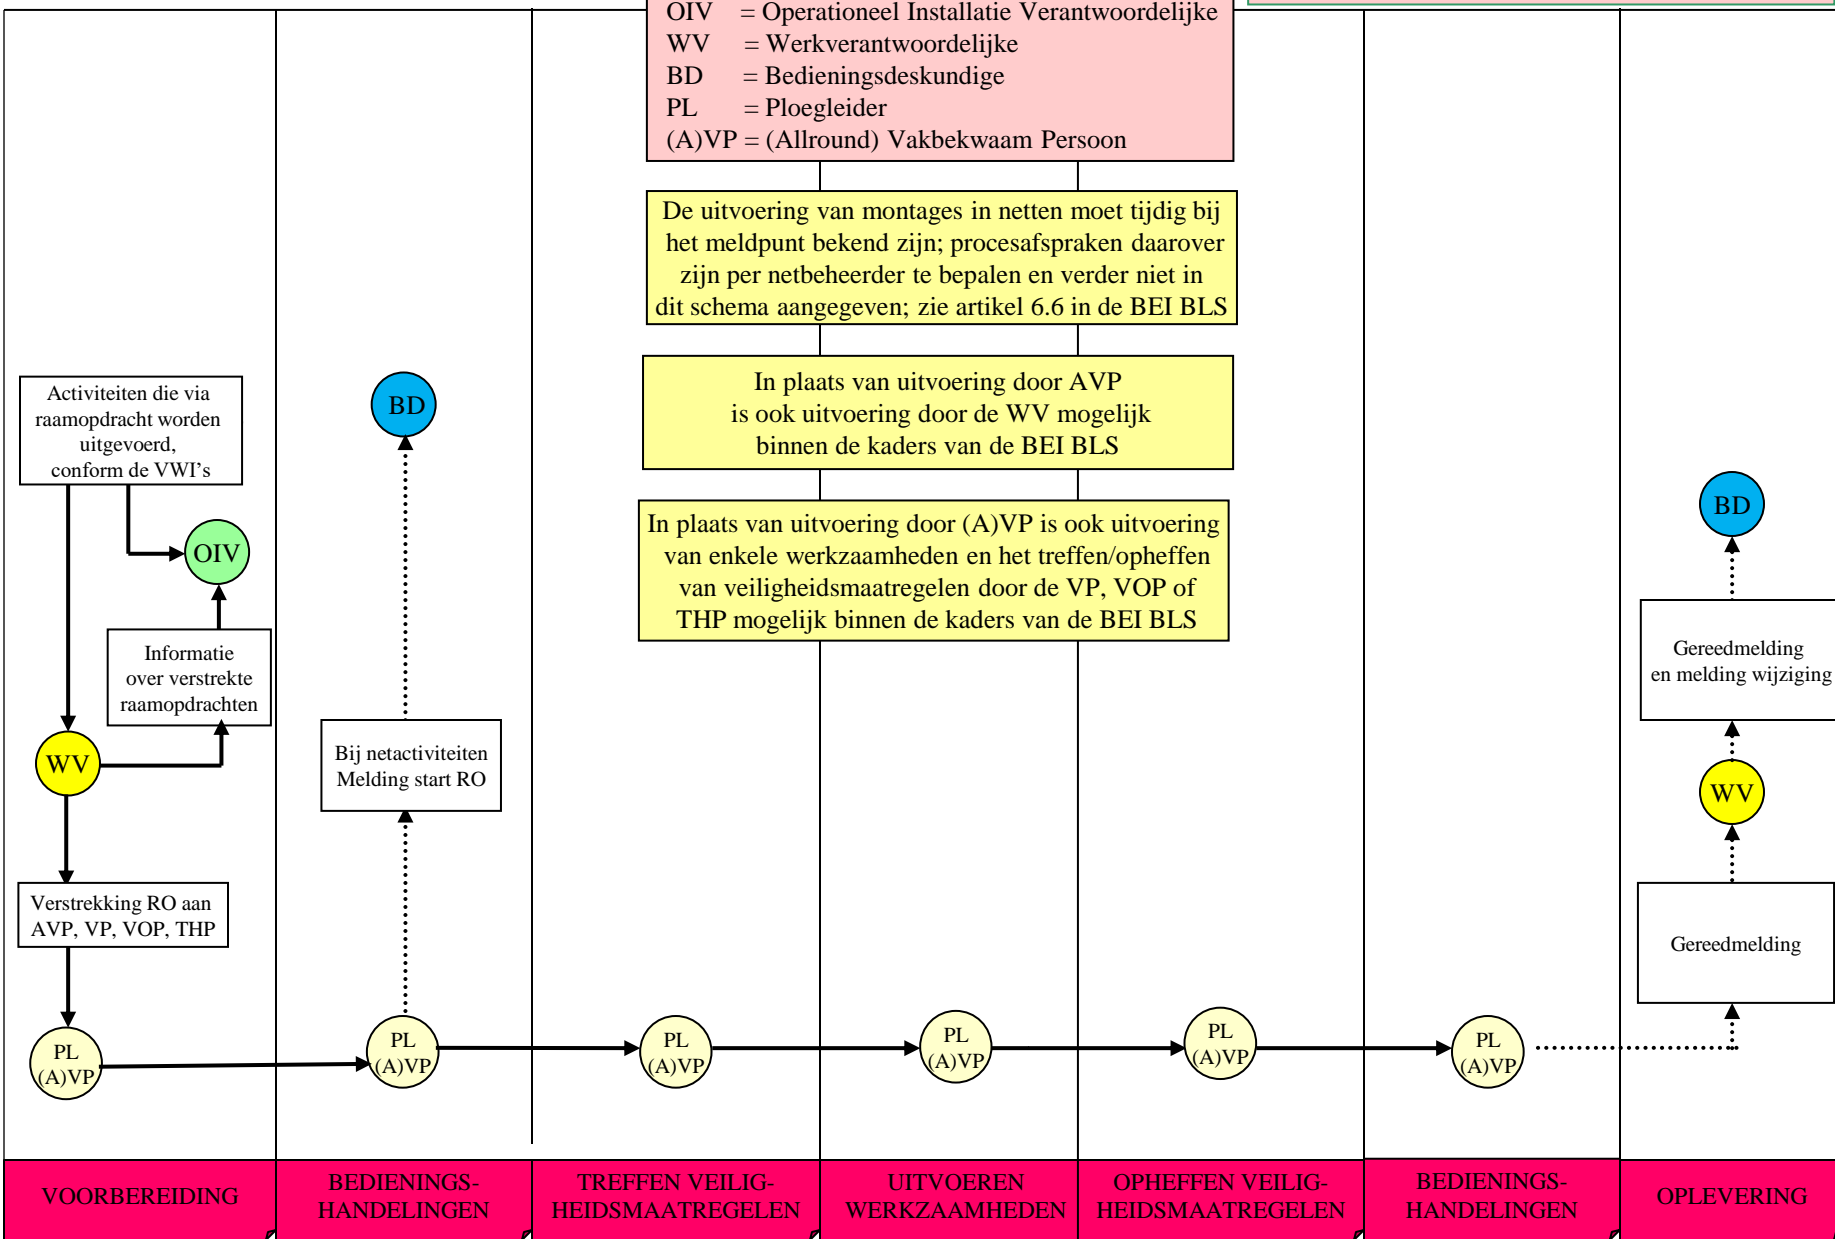 OIV = Operationeel Installatie Verantwoordelijke
WV = Werkverantwoordelijke
BD = Bedieningsdeskundige
PL = Ploegleider
(A)VP = (Allround) Vakbekwaam Persoon
De uitvoering van montages in netten moet tijdig bij
het meldpunt bekend zijn; procesafspraken daarover
zijn per netbeheerder te bepalen en verder niet in
dit schema aangegeven; zie artikel 6.6 in de BEI BLS
In plaats van uitvoering door AVP
is ook uitvoering door de WV mogelijk
binnen de kaders van de BEI BLS
In plaats van uitvoering door (A)VP is ook uitvoering
van enkele werkzaamheden en het treffen/opheffen
van veiligheidsmaatregelen door de VP, VOP of
THP mogelijk binnen de kaders van de BEI BLS
Activiteiten die via
raamopdracht worden
uitgevoerd,
conform de VWI's
OIV
Informatie
over verstrekte
raamopdrachten
WV
Verstrekking RO aan
AVP, VP, VOP, THP
PL
(A)VP
BD
Bij netactiviteiten
Melding start RO
PL
(A)VP
PL
(A)VP
PL
(A)VP
PL
(A)VP
PL
(A)VP
BD
Gereedmelding
en melding wijziging
WV
Gereedmelding
VOORBEREIDING
BEDIENINGS-
HANDELINGEN
TREFFEN VEILIG-
HEIDSMAATREGELEN
UITVOEREN
WERKZAAMHEDEN
OPHEFFEN VEILIG-
HEIDSMAATREGELEN
BEDIENINGS-
HANDELINGEN
OPLEVERING